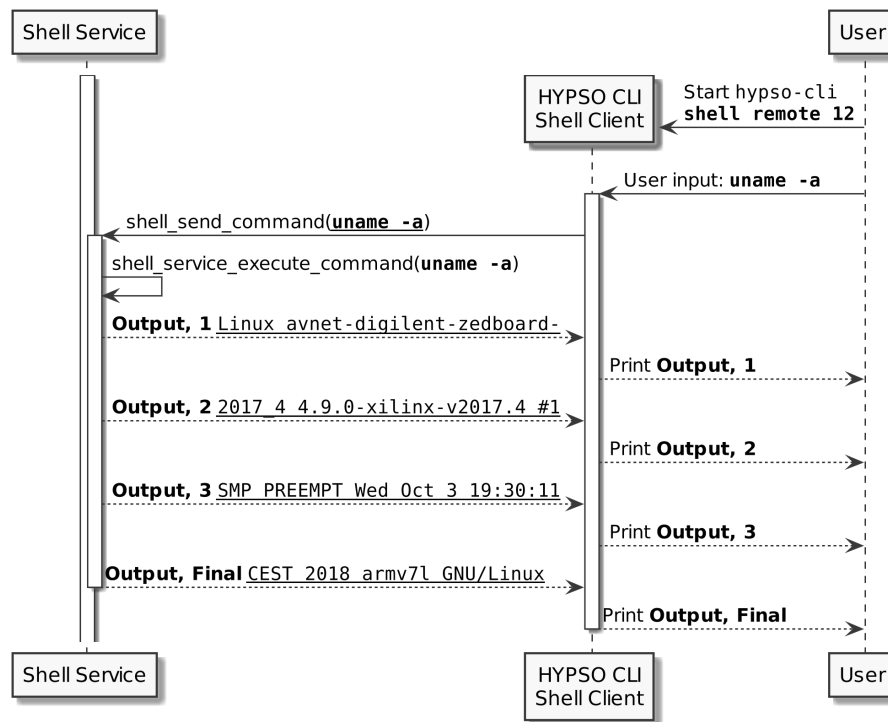 Shell Service
User
HYPSO CLI
Shell Client
Start hypso-cli
shell remote 12
User input: uname -a
shell_send_command(uname -a)
shell_service_execute_command(uname -a)
Output, 1 Linux avnet-digilent-zedboard-
Print Output, 1
Output, 2 2017_4 4.9.0-xilinx-v2017.4 #1
Print Output, 2
Output, 3 SMP PREEMPT Wed Oct 3 19:30:11
Print Output, 3
Output, Final CEST 2018 armv7l GNU/Linux
Print Output, Final
Shell Service
HYPSO CLI
Shell Client
User